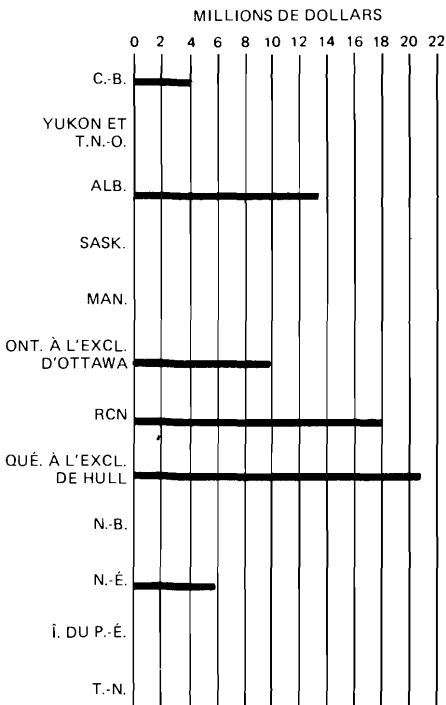 MILLIONS DE DOLLARS
0 2 4 6 8 10 12 14 16 18 20 22
C.-B.
YUKON ET
T.N.-O.
ALB.
SASK.
MAN.
ONT. À L'EXCL.
D'OTTAWA
RCN
QUÉ. À L'EXCL.
DE HULL
N.-B.
N.-É.
Î. DU P.-É.
T.-N.